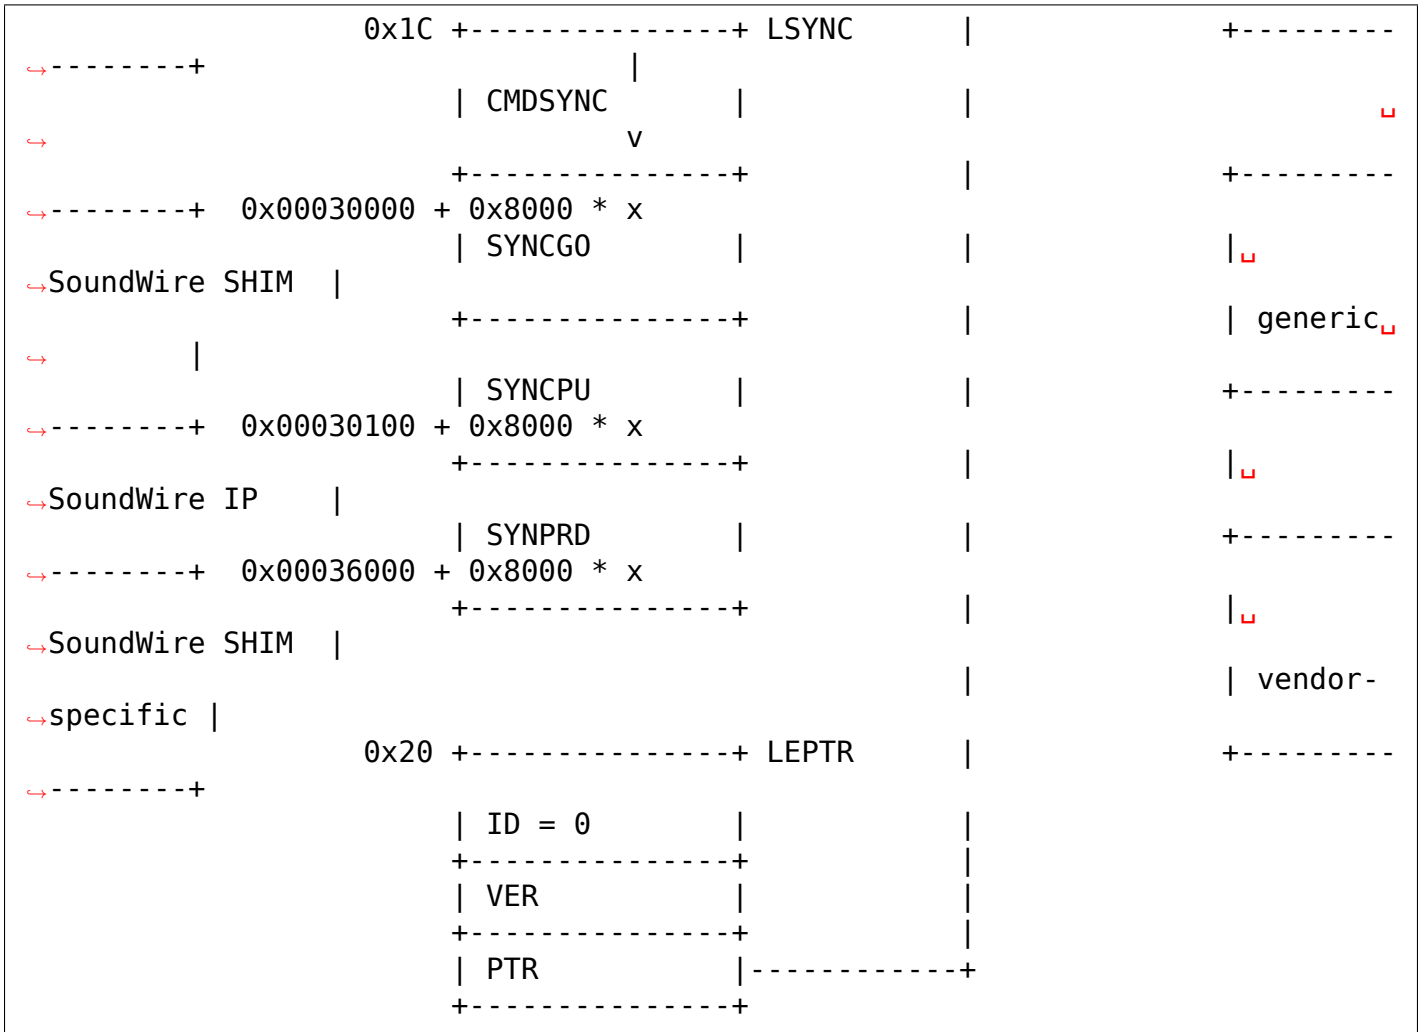 0x1C +---------------+ LSYNC      |              +---------
↪--------+                        |
                        | CMDSYNC       |            |                       ␣
↪                                 v
                        +---------------+            |              +---------
↪--------+  0x00030000 + 0x8000 * x
                        | SYNCGO        |            |              |␣
↪SoundWire SHIM  |
                        +---------------+            |              | generic␣
↪        |
                        | SYNCPU        |            |              +---------
↪--------+  0x00030100 + 0x8000 * x
                        +---------------+            |              |␣
↪SoundWire IP    |
                        | SYNPRD        |            |              +---------
↪--------+  0x00036000 + 0x8000 * x
                        +---------------+            |              |␣
↪SoundWire SHIM  |
                                                     |              | vendor-
↪specific |
                   0x20 +---------------+ LEPTR      |              +---------
↪--------+
                        | ID = 0        |            |
                        +---------------+            |
                        | VER           |            |
                        +---------------+            |
                        | PTR           |------------+
                        +---------------+